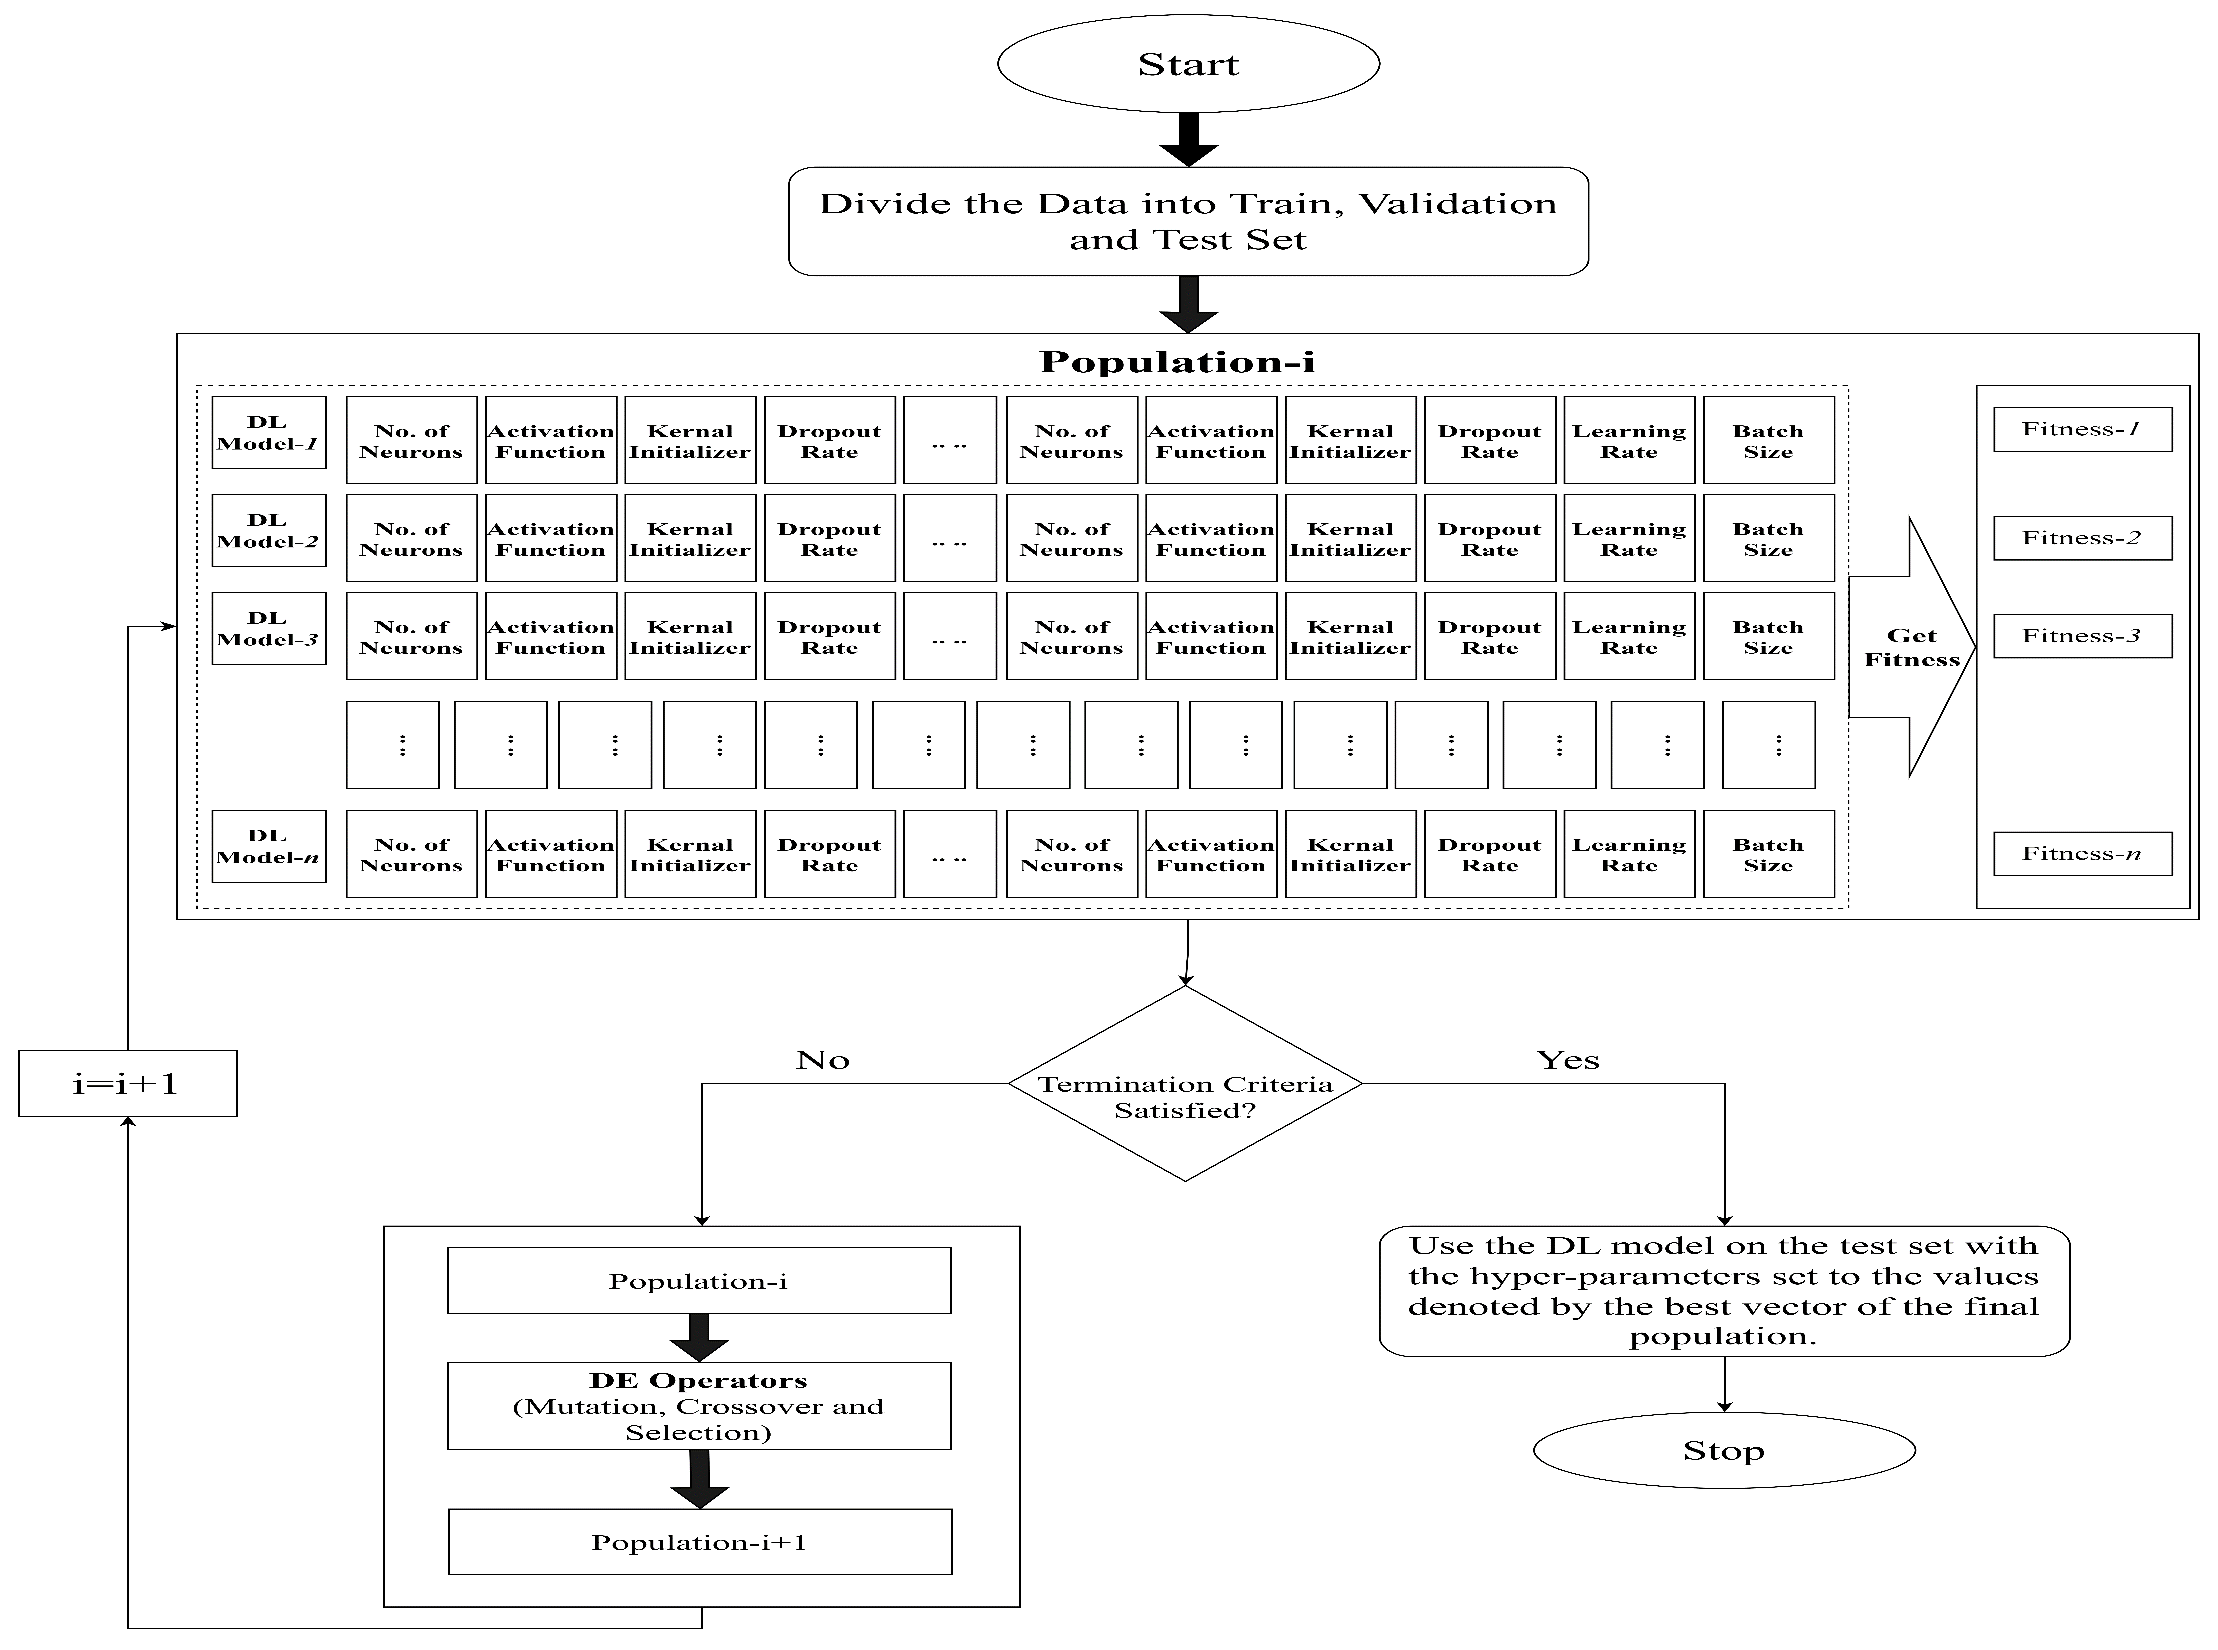 Start
Divide the Data into Train, Validation
and Test Set
Population-i
DL
Model-1
No. of
Neurons
Activation
Function
Kernal
Initializer
Dropout
Rate
.. ..
No. of
Neurons
Activation
Function
Kernal
Initializer
Dropout
Rate
Learning
Rate
Batch
Size
Fitness-1
DL
Model-2
No. of
Neurons
Activation
Function
Kernal
Initializer
Dropout
Rate
.. ..
No. of
Neurons
Activation
Function
Kernal
Initializer
Dropout
Rate
Learning
Rate
Batch
Size
Fitness-2
DL
Model-3
No. of
Neurons
Activation
Function
Kernal
Initializer
Dropout
Rate
.. ..
No. of
Neurons
Activation
Function
Kernal
Initializer
Dropout
Rate
Learning
Rate
Batch
Size
Get
Fitness
Fitness-3
DL
Model-n
No. of
Neurons
Activation
Function
Kernal
Initializer
Dropout
Rate
.. ..
No. of
Neurons
Activation
Function
Kernal
Initializer
Dropout
Rate
Learning
Rate
Batch
Size
Fitness-n
No
Yes
Termination Criteria
Satisfied?
i=i+1
Population-i
DE Operators
(Mutation, Crossover and
Selection)
Population-i+1
Use the DL model on the test set with
the hyper-parameters set to the values
denoted by the best vector of the final
population.
Stop